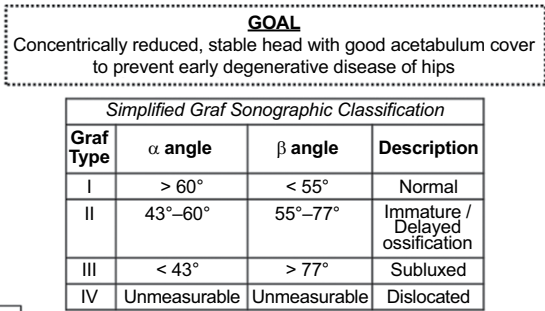 GOAL
Concentrically reduced, stable head with good acetabulum cover
to prevent early degenerative disease of hips
Simplified Graf Sonographic Classification
Graf Type α angle β angle Description
I > 60° < 55° Normal
II 43°–60° 55°–77° Immature / Delayed ossification
III < 43° > 77° Subluxed
IV Unmeasurable Unmeasurable Dislocated